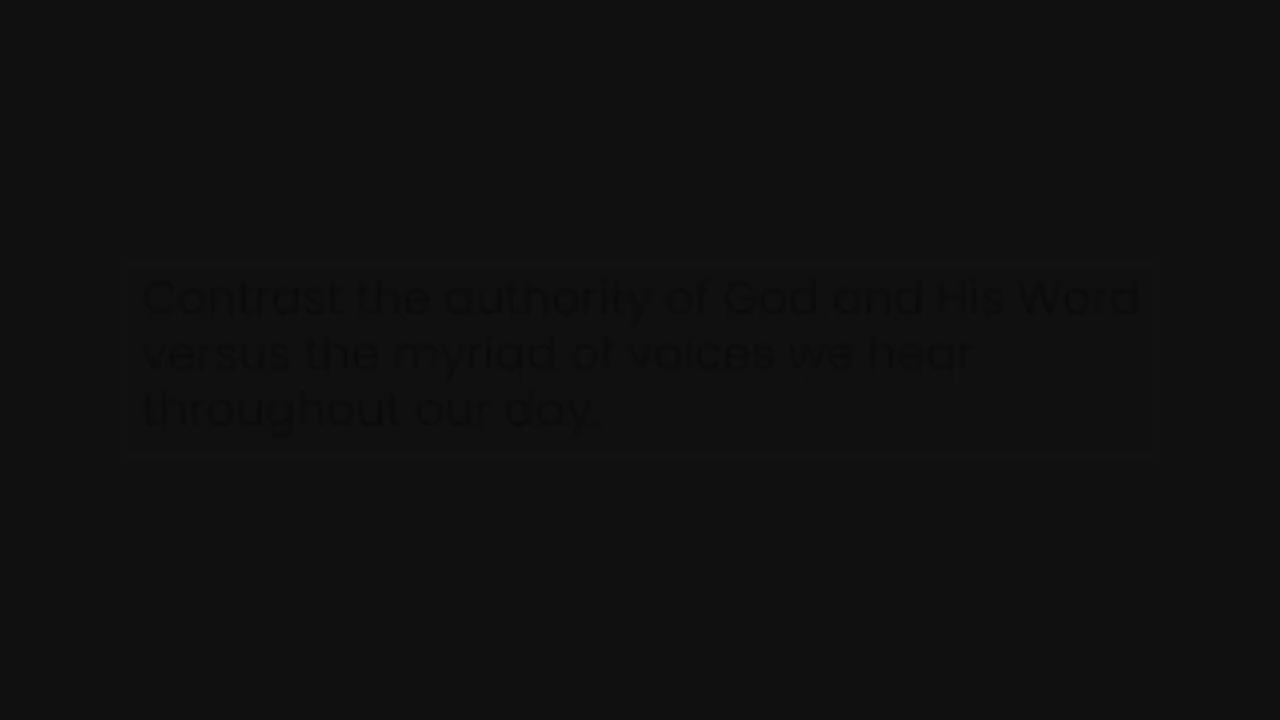 Contrast the authority of God and His Word
versus the myriad of voices we hear
throughout our day.